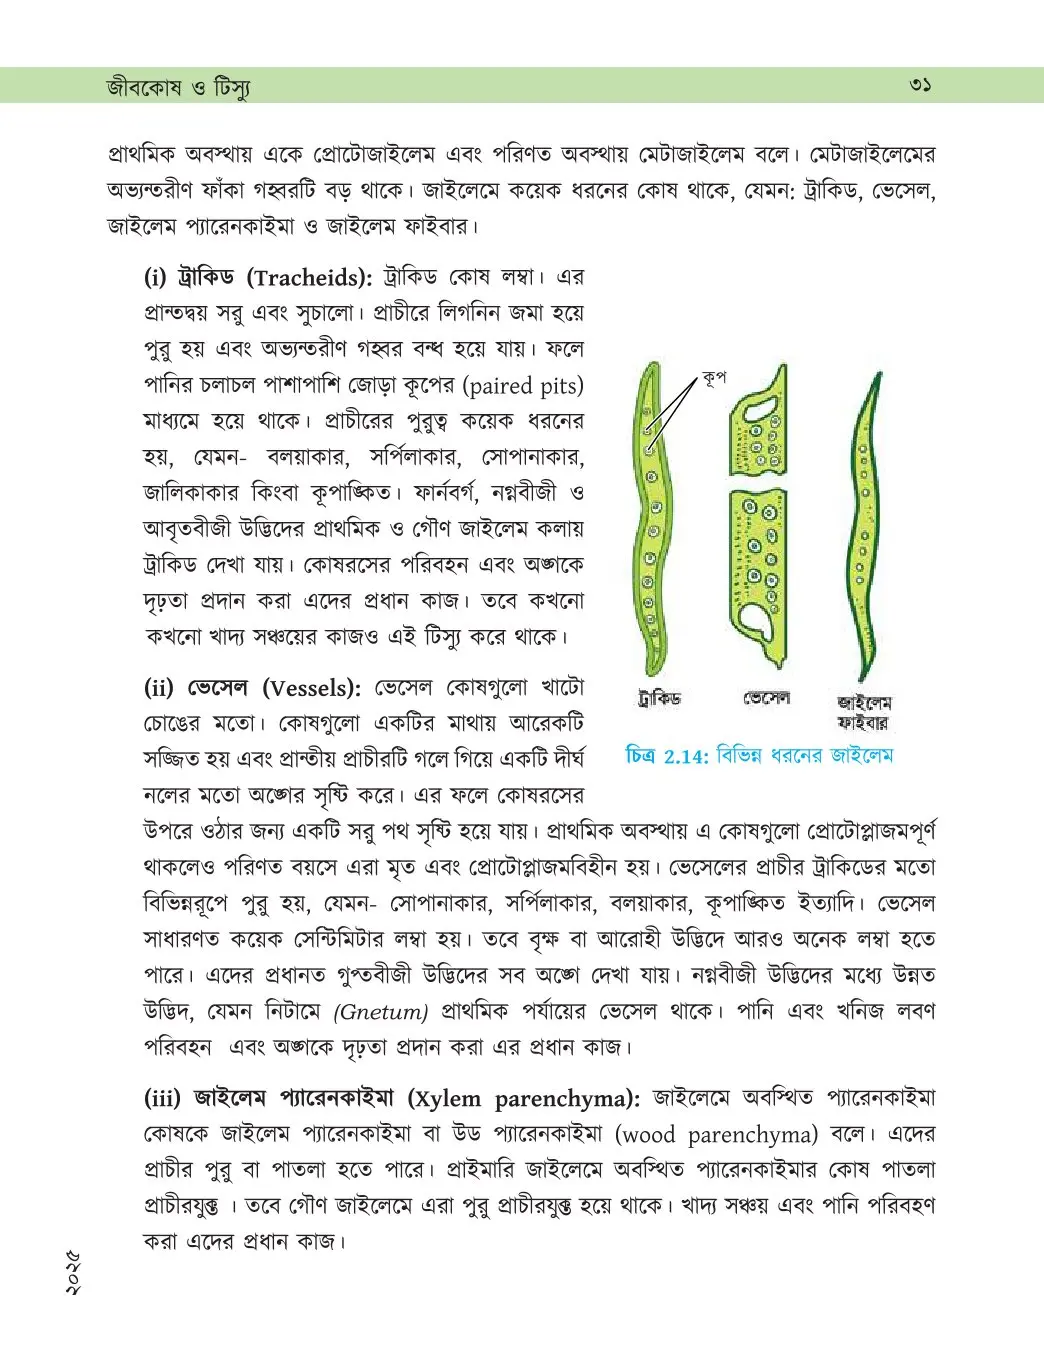 জীবকোষ ও টিস্যু
৩১
প্রাথমিক অবস্থায় একে প্রোটোজাইলেম এবং পরিণত অবস্থায় মেটাজাইলেম বলে। মেটাজাইলেমের
অভ্যন্তরীণ ফাঁকা গহ্বরটি বড় থাকে। জাইলেমে কয়েক ধরনের কোষ থাকে, যেমন: ট্রাকিড, ভেসেল,
জাইলেম প্যারেনকাইমা ও জাইলেম ফাইবার।
(i) ট্রাকিড (Tracheids): ট্রাকিড কোষ লম্বা। এর
প্রান্তদ্বয় সরু এবং সুচালো। প্রাচীরে লিগনিন জমা হয়ে
পুরু হয় এবং অভ্যন্তরীণ গহ্বর বন্ধ হয়ে যায়। ফলে
পানির চলাচল পাশাপাশি জোড়া কূপের (paired pits)
মাধ্যমে হয়ে থাকে। প্রাচীরের পুরুত্ব কয়েক ধরনের
হয়, যেমন- বলয়াকার, সর্পিলাকার, সোপানাকার,
জালিকাকার কিংবা কূপাঙ্কিত। ফার্নবর্গ, নগ্নবীজী ও
আবৃতবীজী উদ্ভিদের প্রাথমিক ও গৌণ জাইলেম কলায়
ট্রাকিড দেখা যায়। কোষরসের পরিবহন এবং অঙ্গকে
দৃঢ়তা প্রদান করা এদের প্রধান কাজ। তবে কখনো
কখনো খাদ্য সঞ্চয়ের কাজও এই টিস্যু করে থাকে।
কূপ
ট্রাকিড
ভেসেল
জাইলেম
ফাইবার
চিত্র 2.14: বিভিন্ন ধরনের জাইলেম
(ii) ভেসেল (Vessels): ভেসেল কোষগুলো খাটো
চোঙের মতো। কোষগুলো একটির মাথায় আরেকটি
সজ্জিত হয় এবং প্রান্তীয় প্রাচীরটি গলে গিয়ে একটি দীর্ঘ
নলের মতো অঙ্গের সৃষ্টি করে। এর ফলে কোষরসের
উপরে ওঠার জন্য একটি সরু পথ সৃষ্টি হয়ে যায়। প্রাথমিক অবস্থায় এ কোষগুলো প্রোটোপ্লাজমপূর্ণ
থাকলেও পরিণত বয়সে এরা মৃত এবং প্রোটোপ্লাজমবিহীন হয়। ভেসেলের প্রাচীর ট্রাকিডের মতো
বিভিন্নরূপে পুরু হয়, যেমন- সোপানাকার, সর্পিলাকার, বলয়াকার, কূপাঙ্কিত ইত্যাদি। ভেসেল
সাধারণত কয়েক সেন্টিমিটার লম্বা হয়। তবে বৃক্ষ বা আরোহী উদ্ভিদে আরও অনেক লম্বা হতে
পারে। এদের প্রধানত গুপ্তবীজী উদ্ভিদের সব অঙ্গে দেখা যায়। নগ্নবীজী উদ্ভিদের মধ্যে উন্নত
উদ্ভিদ, যেমন নিটামে (Gnetum) প্রাথমিক পর্যায়ের ভেসেল থাকে। পানি এবং খনিজ লবণ
পরিবহন এবং অঙ্গকে দৃঢ়তা প্রদান করা এর প্রধান কাজ।
(iii) জাইলেম প্যারেনকাইমা (Xylem parenchyma): জাইলেমে অবস্থিত প্যারেনকাইমা
কোষকে জাইলেম প্যারেনকাইমা বা উড প্যারেনকাইমা (wood parenchyma) বলে। এদের
প্রাচীর পুরু বা পাতলা হতে পারে। প্রাইমারি জাইলেমে অবস্থিত প্যারেনকাইমার কোষ পাতলা
প্রাচীরযুক্ত । তবে গৌণ জাইলেমে এরা পুরু প্রাচীরযুক্ত হয়ে থাকে। খাদ্য সঞ্চয় এবং পানি পরিবহণ
করা এদের প্রধান কাজ।
২০২৫